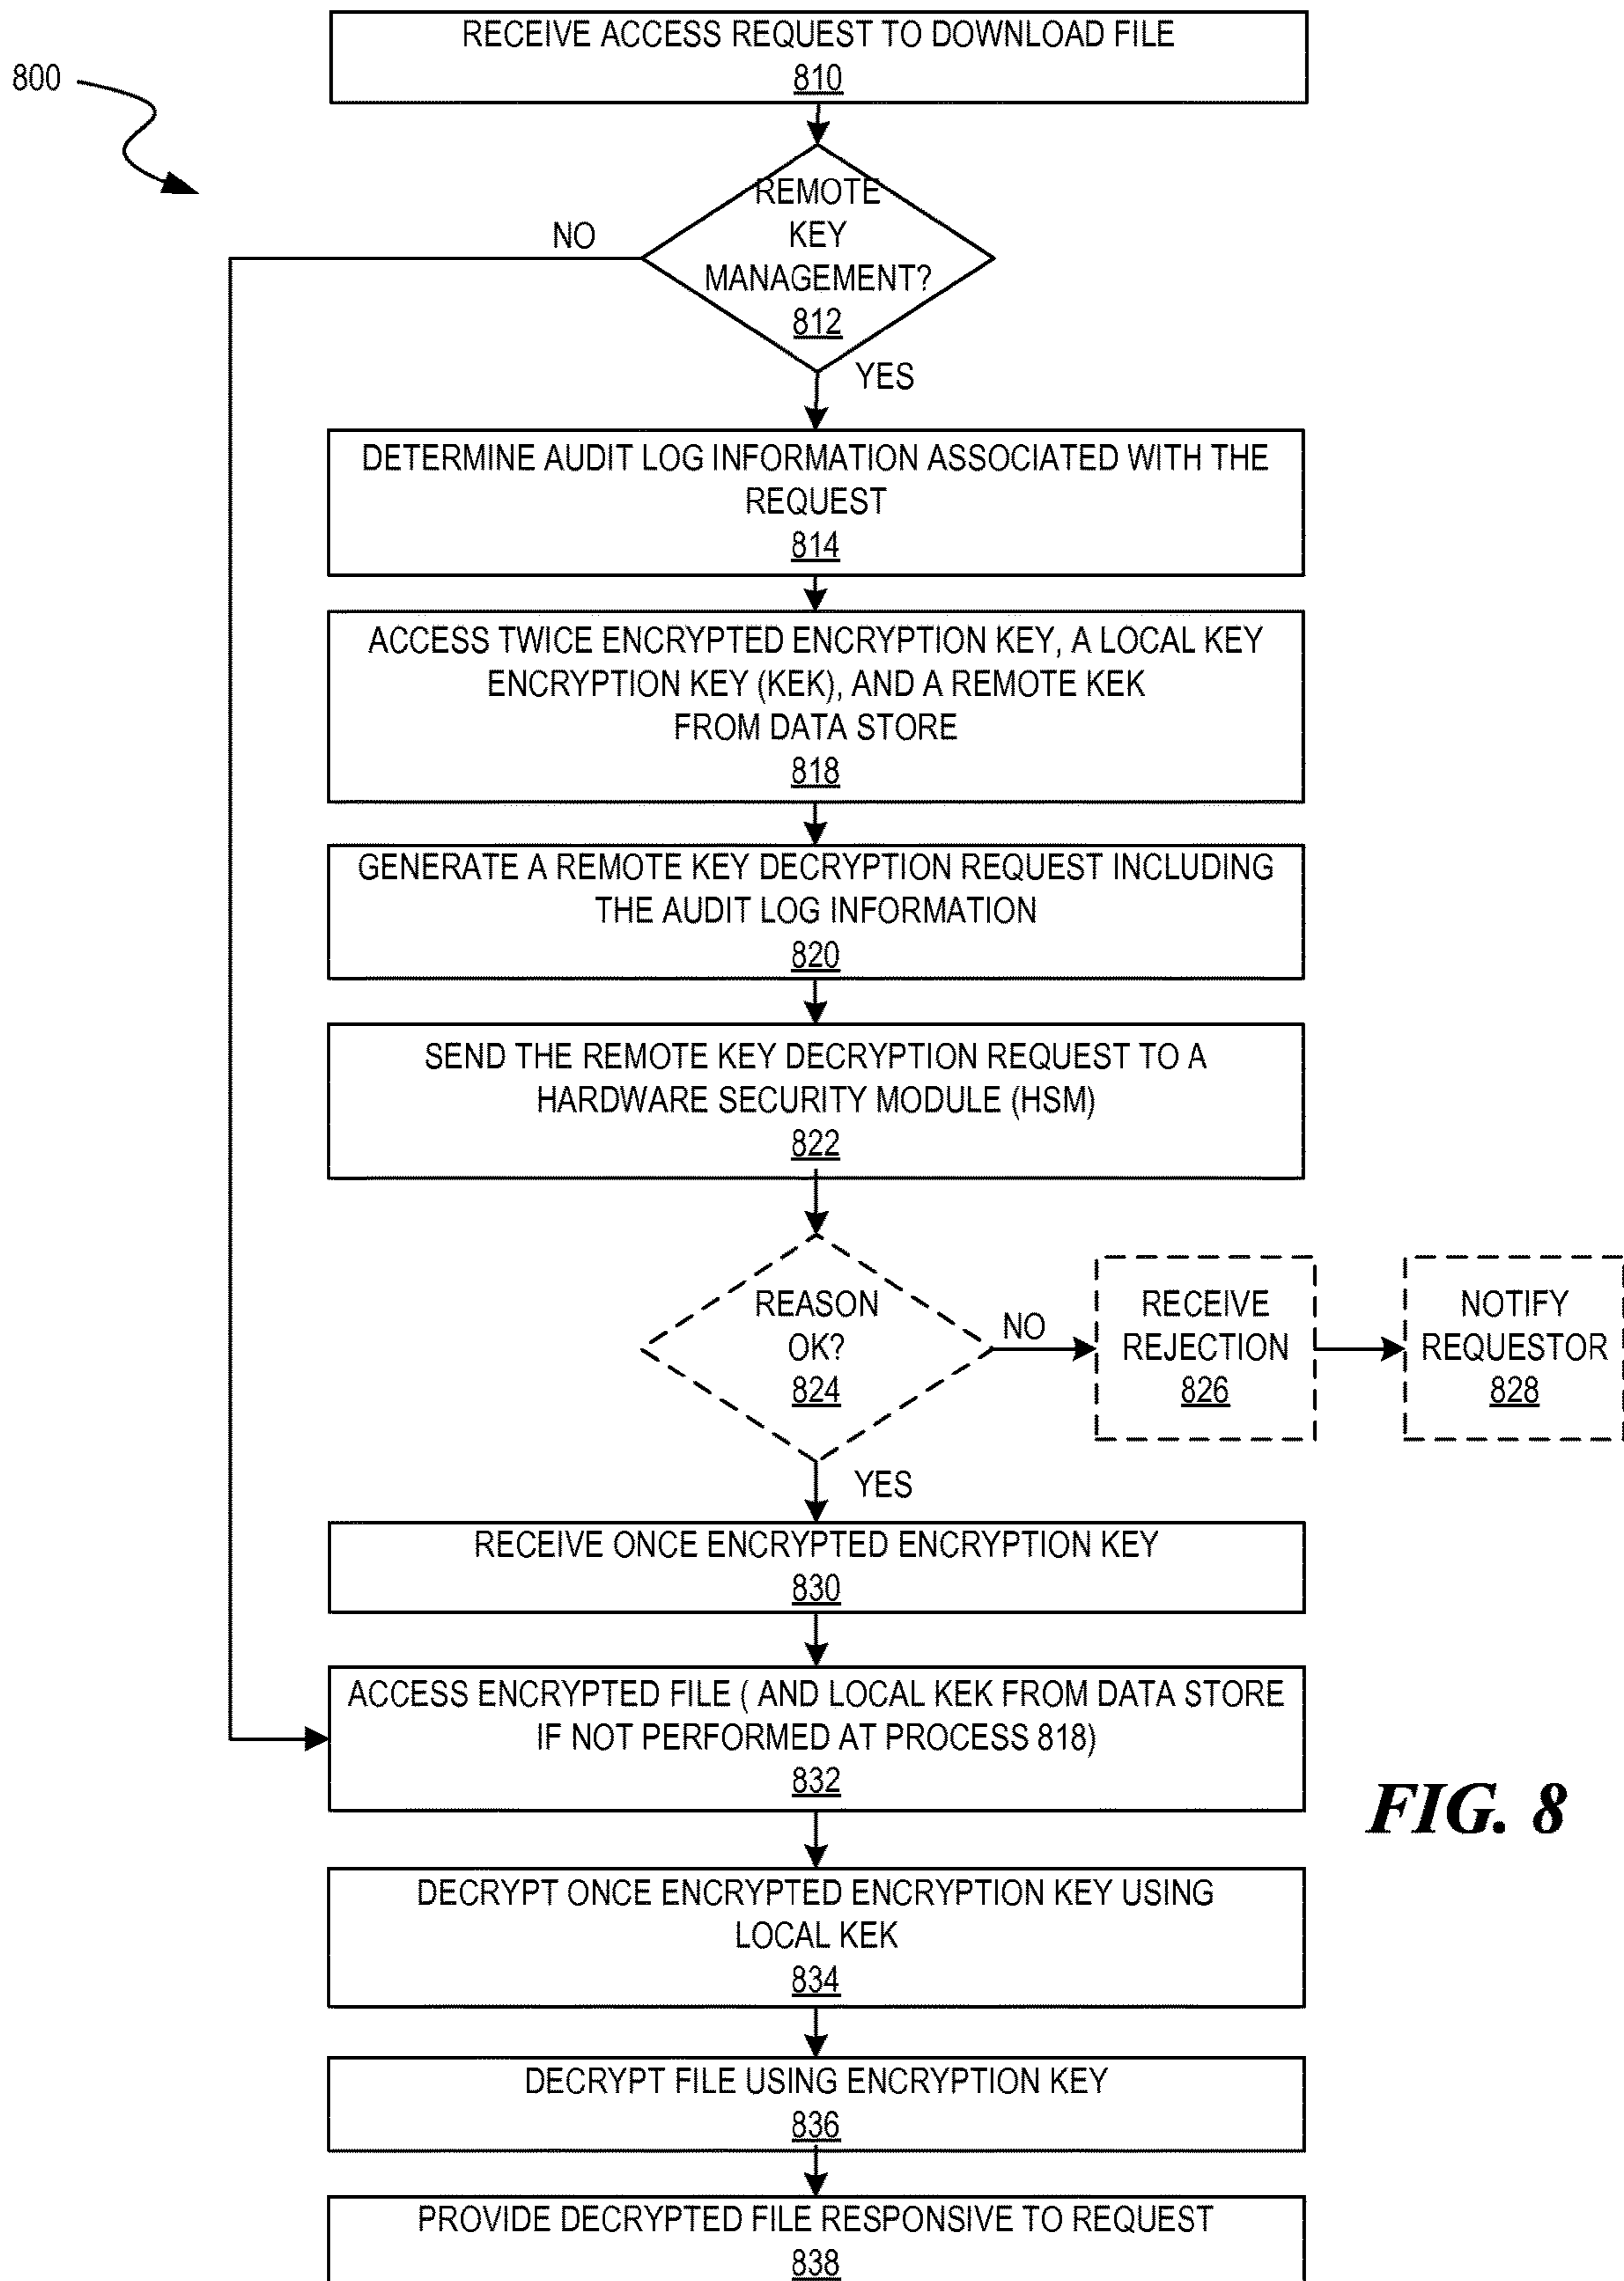 RECEIVE ACCESS REQUEST TO DOWNLOAD FILE
810
800
REMOTE
KEY
MANAGEMENT?
812
NO
YES
DETERMINE AUDIT LOG INFORMATION ASSOCIATED WITH THE
REQUEST
814
ACCESS TWICE ENCRYPTED ENCRYPTION KEY, A LOCAL KEY
ENCRYPTION KEY (KEK), AND A REMOTE KEK
FROM DATA STORE
818
GENERATE A REMOTE KEY DECRYPTION REQUEST INCLUDING
THE AUDIT LOG INFORMATION
820
SEND THE REMOTE KEY DECRYPTION REQUEST TO A
HARDWARE SECURITY MODULE (HSM)
822
REASON
OK?
824
NO
RECEIVE
REJECTION
826
NOTIFY
REQUESTOR
828
YES
RECEIVE ONCE ENCRYPTED ENCRYPTION KEY
830
ACCESS ENCRYPTED FILE ( AND LOCAL KEK FROM DATA STORE
IF NOT PERFORMED AT PROCESS 818)
832
FIG. 8
DECRYPT ONCE ENCRYPTED ENCRYPTION KEY USING
LOCAL KEK
834
DECRYPT FILE USING ENCRYPTION KEY
836
PROVIDE DECRYPTED FILE RESPONSIVE TO REQUEST
838